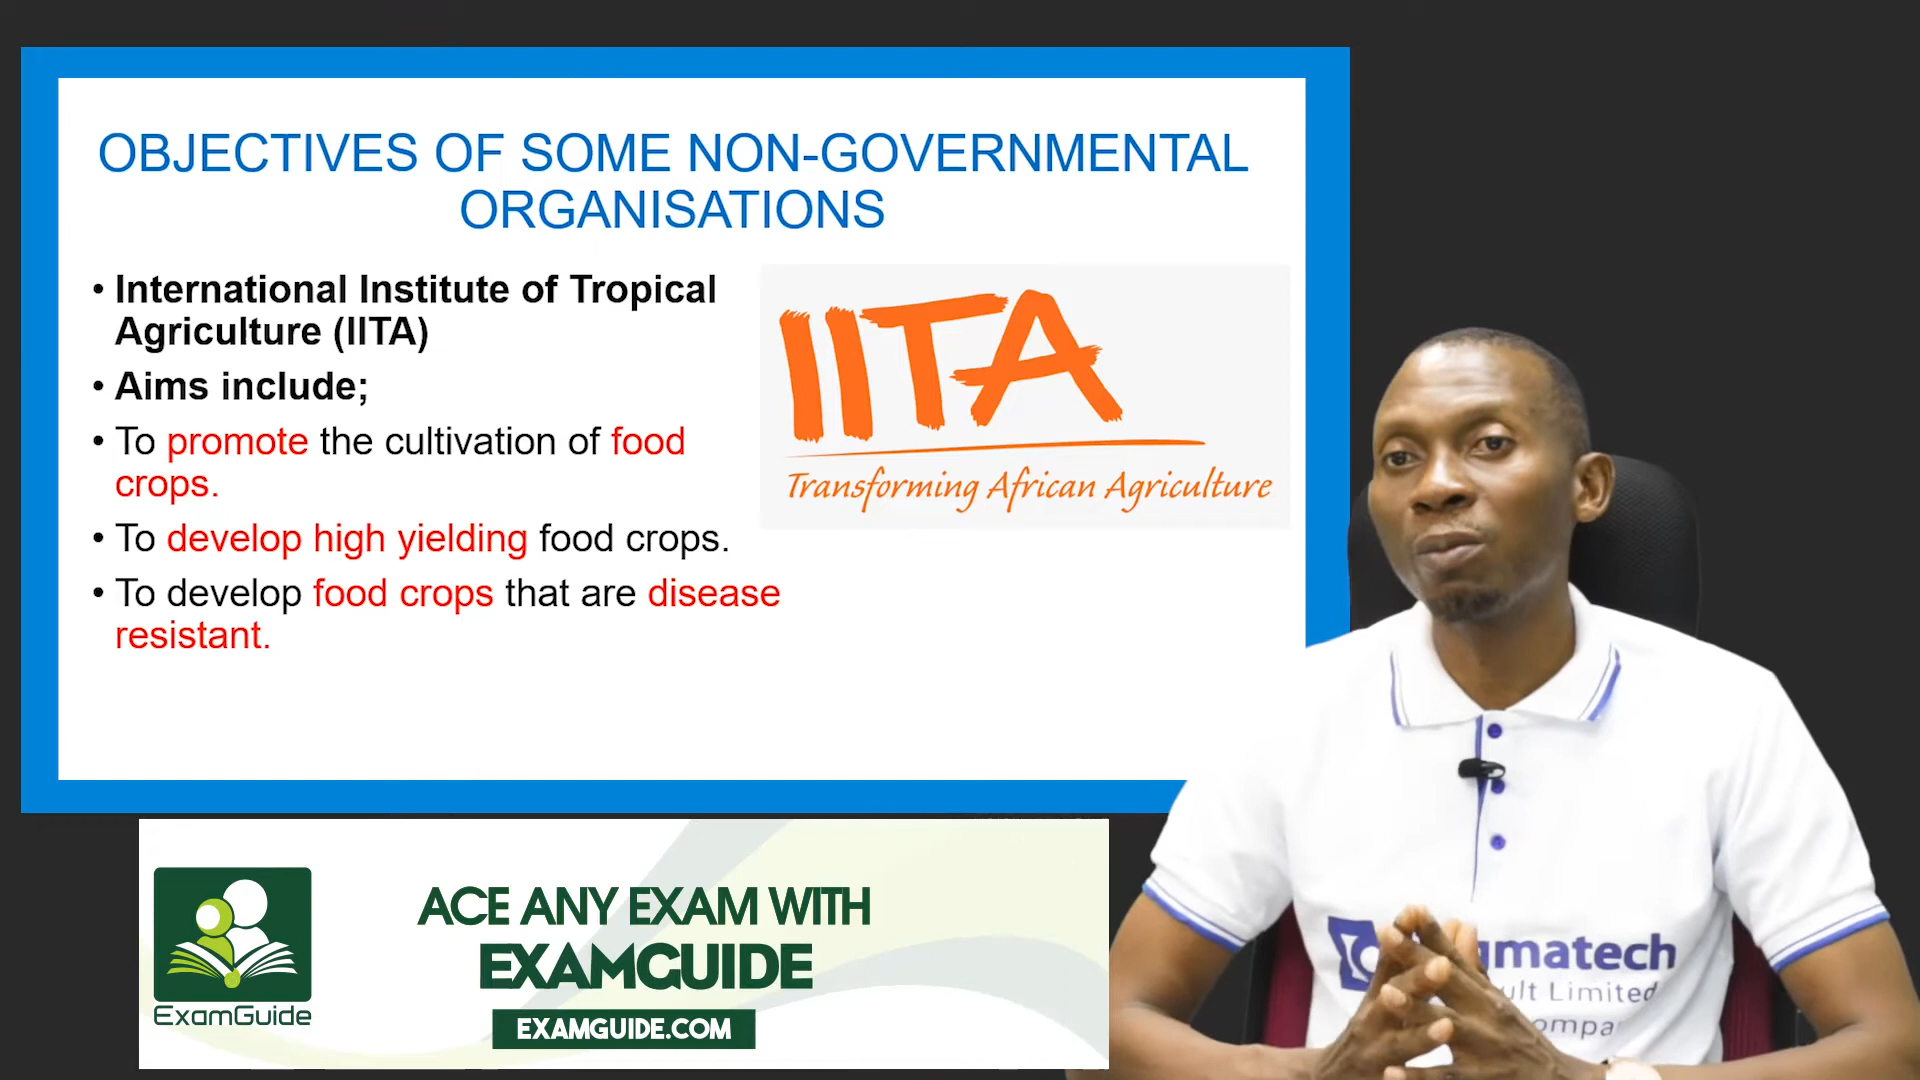 OBJECTIVES OF SOME NON-GOVERNMENTAL
ORGANISATIONS
• International Institute of Tropical
Agriculture (IITA)
• Aims include;
• To promote the cultivation of food
crops.
• To develop high yielding food crops.
• To develop food crops that are disease
resistant.
IITA
Transforming African Agriculture
ExamGuide
ACE ANY EXAM WITH
EXAMGUIDE
EXAMGUIDE.COM
Limited